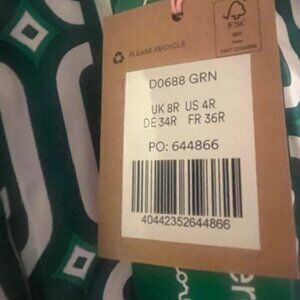 FSC
PLEASE RECYCLE
D0688 GRN
UK 8R US 4R
DE 34R FR 36R
PO: 644866
40442352644866